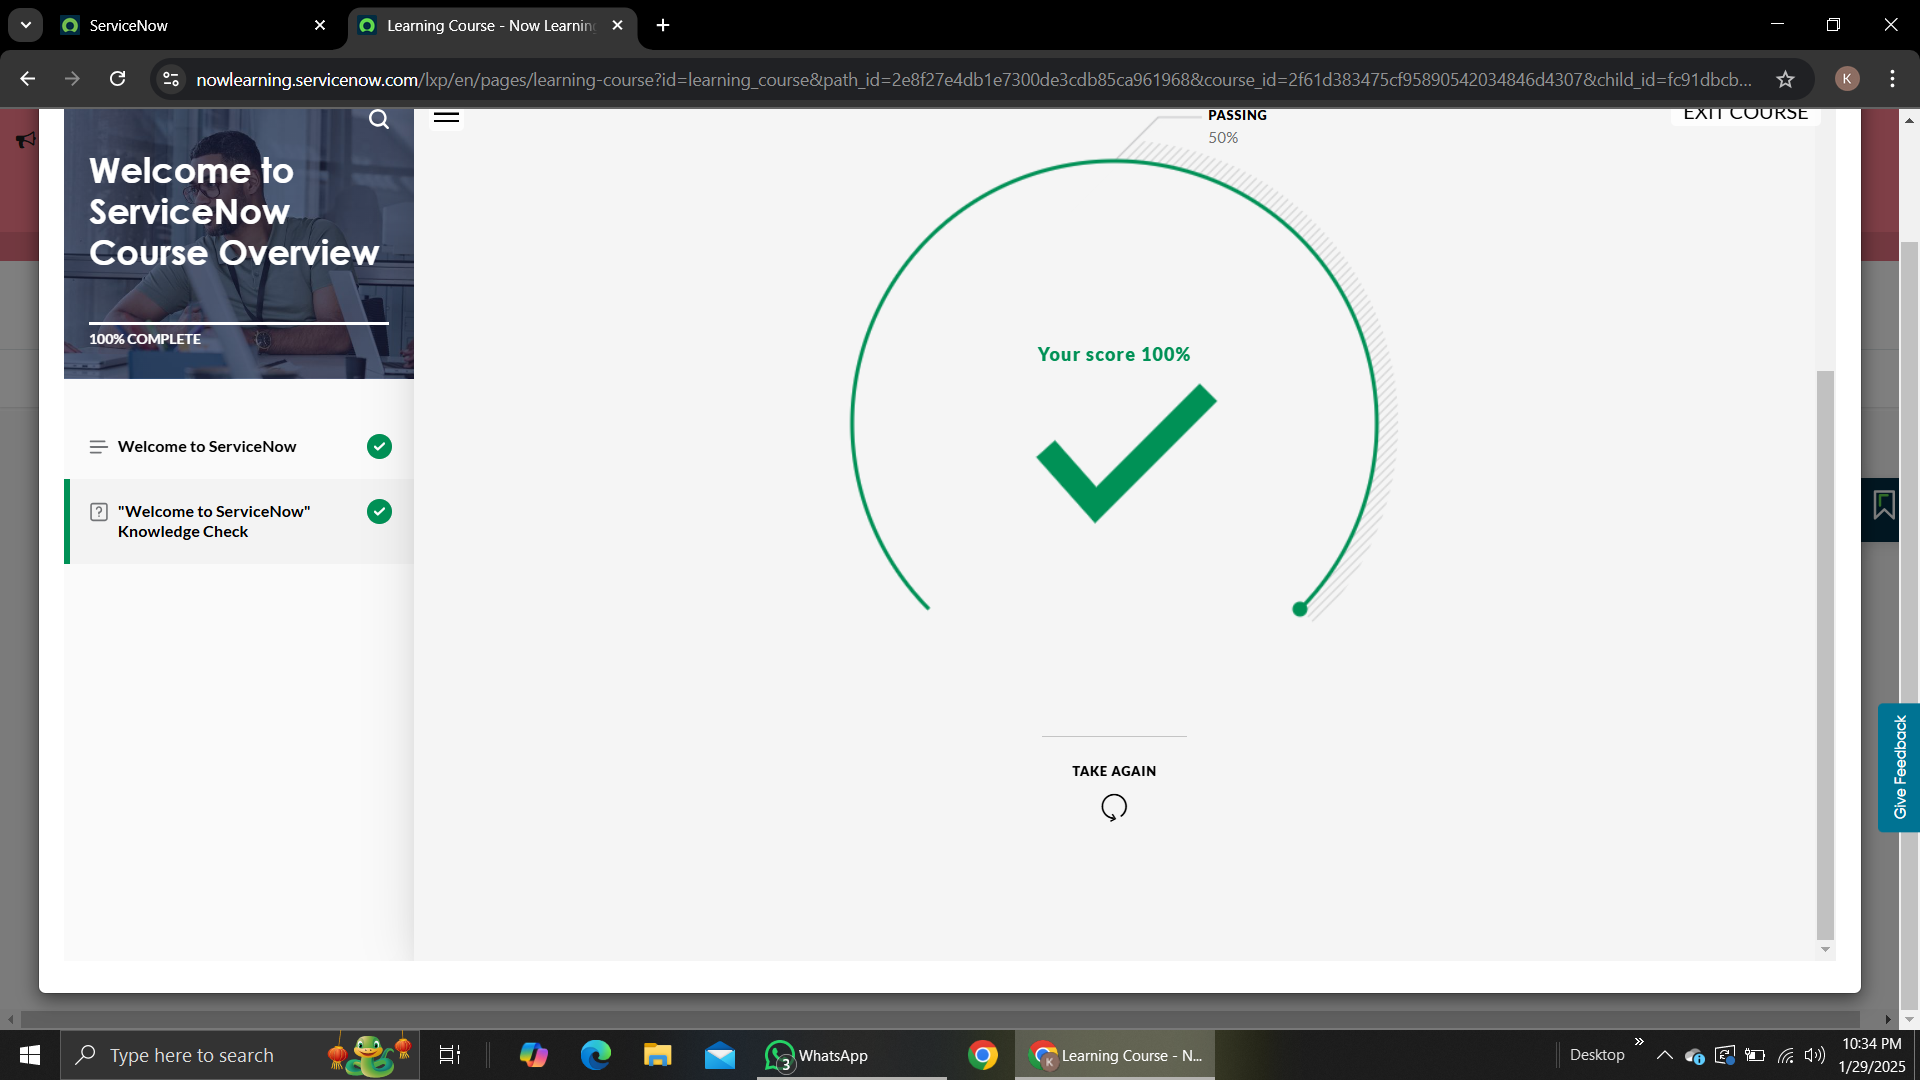 ServiceNow
Learning Course - Now Learning
nowlearning.servicenow.com/lxp/en/pages/learning-course?id=learning_course&path_id=2e8f27e4db1e7300de3cdb85ca961968&course_id=2f61d383475cf95890542034846d4307&child_id=fc91dbcb...
K
Welcome to
ServiceNow
Course Overview
100% COMPLETE
Welcome to ServiceNow
"Welcome to ServiceNow"
Knowledge Check
PASSING
50%
EXIT COURSE
Your score 100%
TAKE AGAIN
Give Feedback
Type here to search
3
WhatsApp
K
Learning Course - N...
Desktop
10:34 PM
1/29/2025